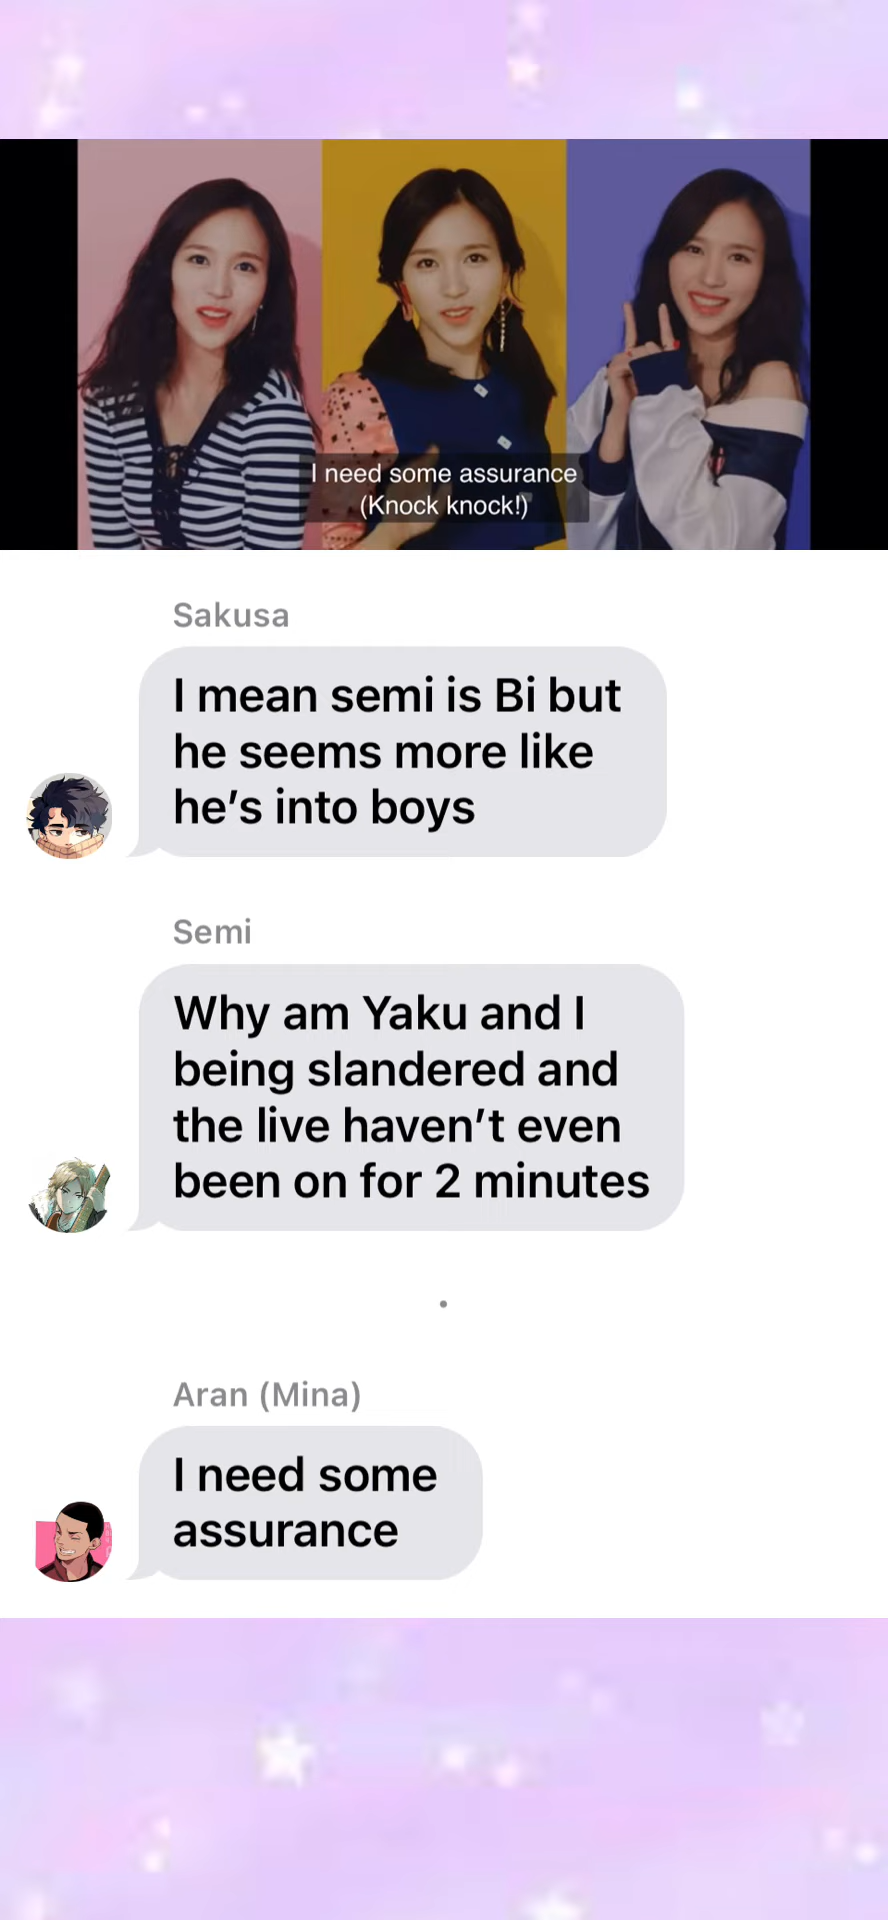 I need some assurance
(Knock knock!)
Sakusa
I mean semi is Bi but
he seems more like
he's into boys
Semi
Why am Yaku and I
being slandered and
the live haven't even
been on for 2 minutes
Aran (Mina)
I need some
assurance